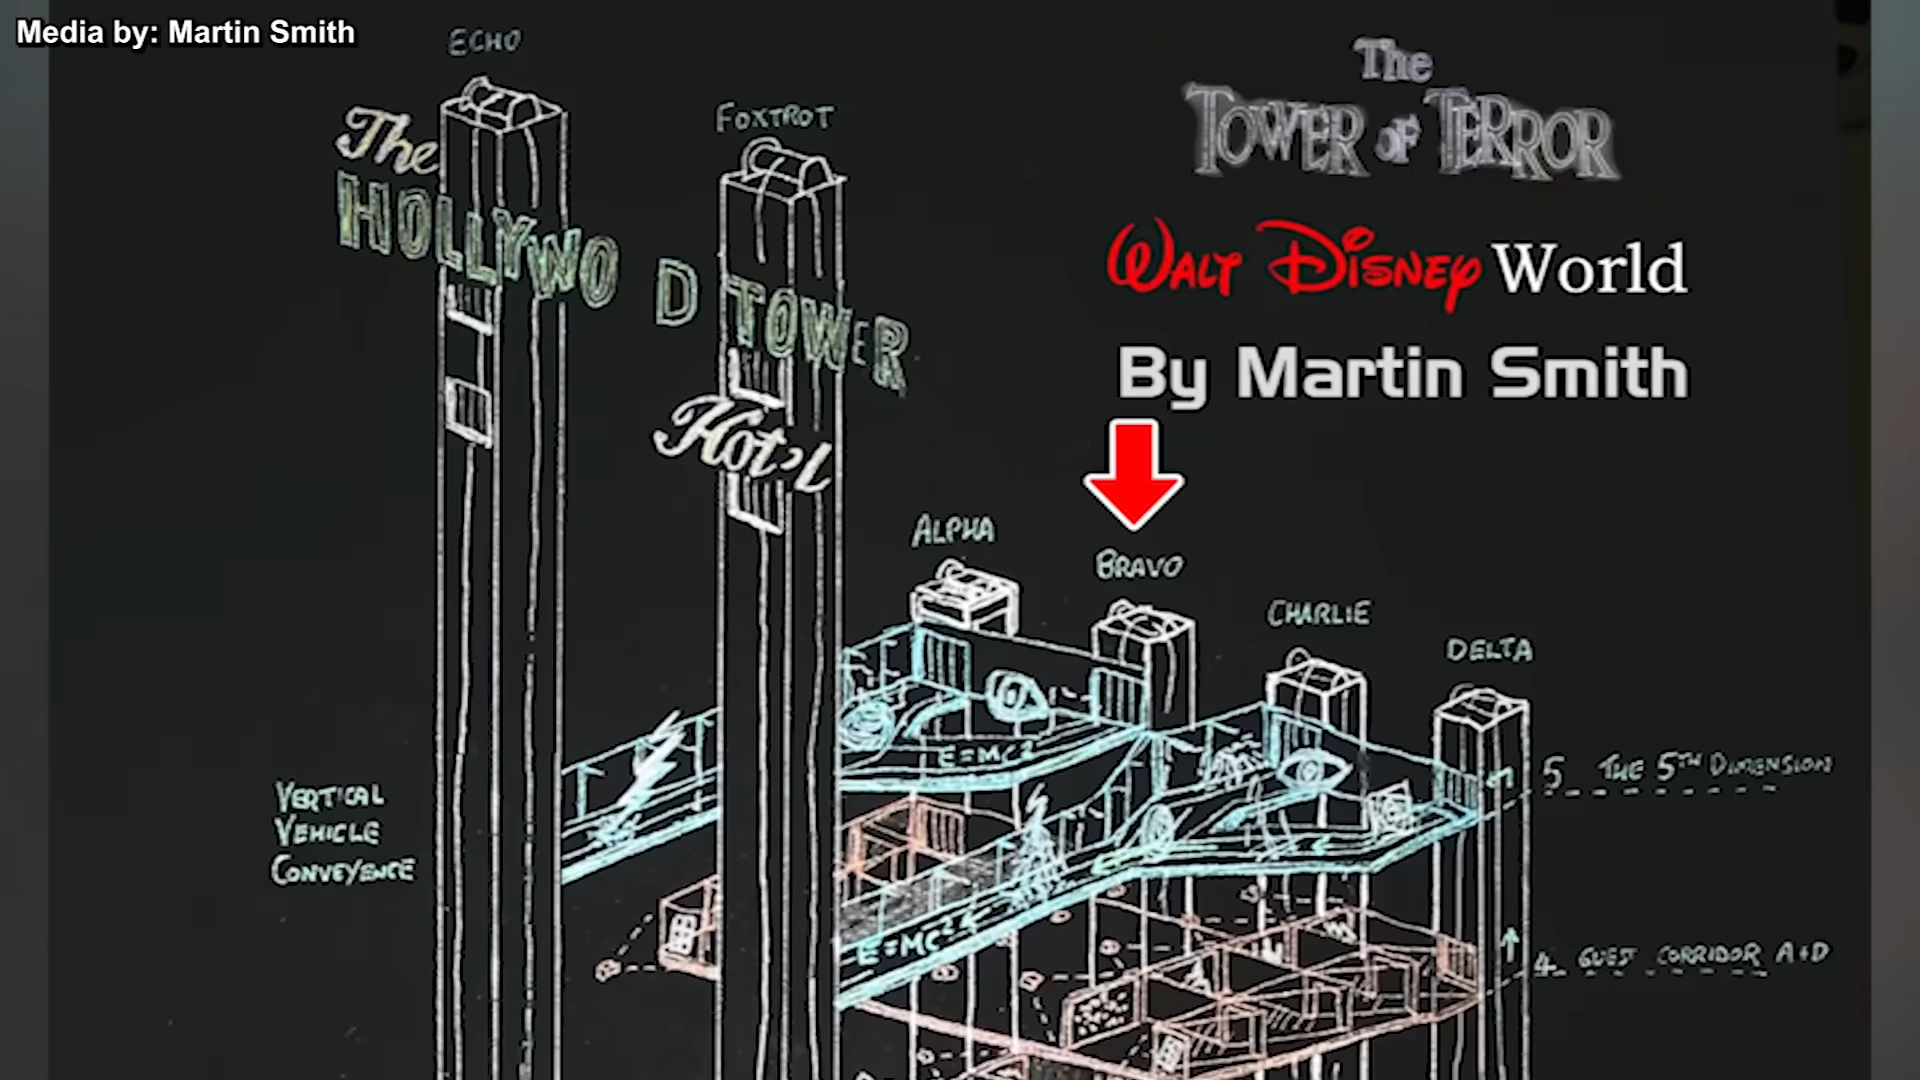 Media by: Martin Smith
ECHO
The
TOWER OF TERROR
FOXTROT
The
HOLLYWO D TOWER
WALT DISNEY World
By Martin Smith
Hot'l
ALPHA
BRAVO
CHARLIE
DELTA
E=MC²
5 THE 5TH DIMENSION
VERTICAL
VEHICLE
CONVEYENCE
E=MC²
4 GUEST CORRIDOR A+D